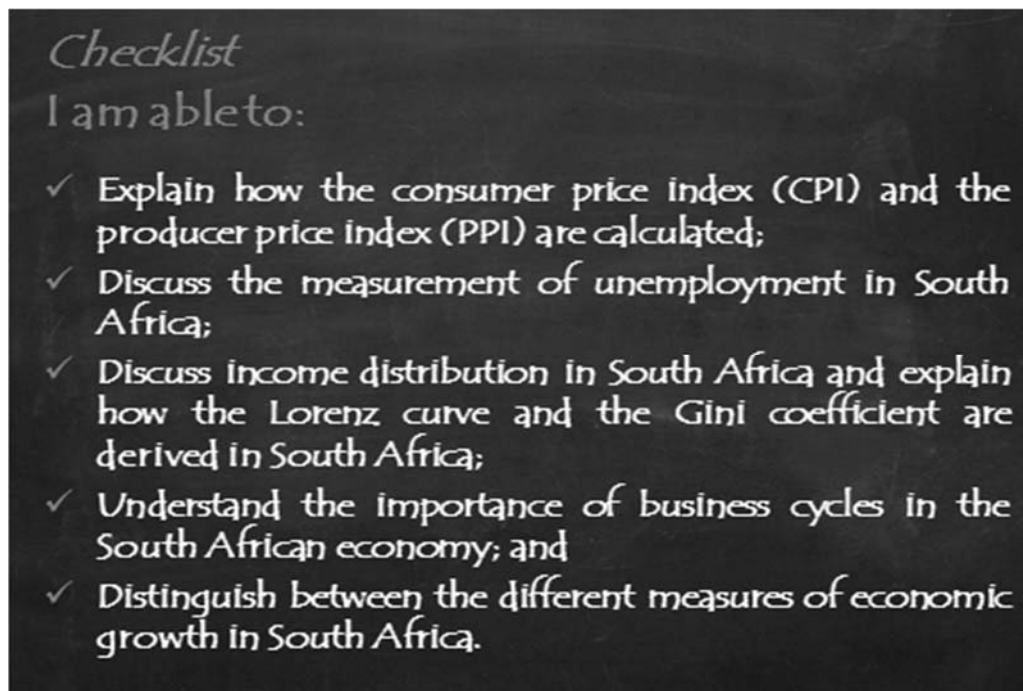 Checklist
I am able to:
✓ Explain how the consumer price index (CPI) and the
producer price index (PPI) are calculated;
✓ Discuss the measurement of unemployment in South
Africa;
✓ Discuss income distribution in South Africa and explain
how the Lorenz curve and the Gini coefficient are
derived in South Africa;
✓ Understand the importance of business cycles in the
South African economy; and
✓ Distinguish between the different measures of economic
growth in South Africa.